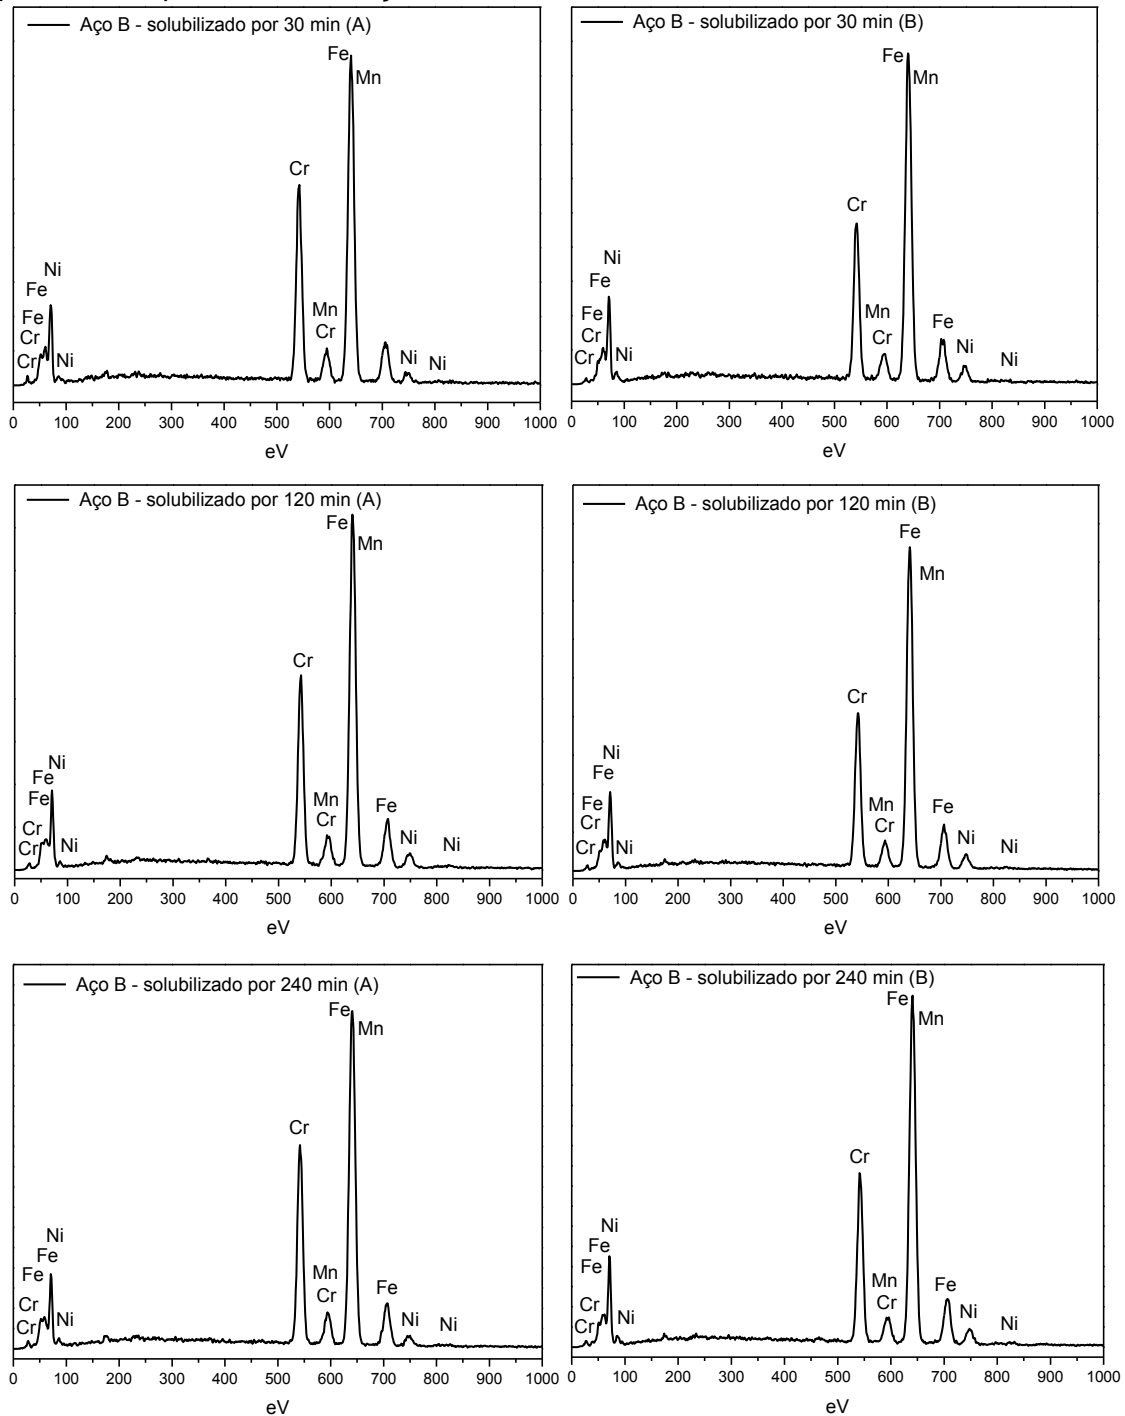 Aço B - solubilizado por 30 min (A)
Fe
Mn
Cr
Ni
Fe
Mn
Fe
Cr
Cr
Cr
Ni
Ni
Ni
0 100 200 300 400 500 600 700 800 900 1000
eV
Aço B - solubilizado por 30 min (B)
Fe
Mn
Cr
Ni
Fe
Mn
Fe
Fe
Cr
Cr
Ni
Cr
Ni
Ni
0 100 200 300 400 500 600 700 800 900 1000
eV
Aço B - solubilizado por 120 min (A)
Fe
Mn
Cr
Ni
Fe
Fe
Mn
Fe
Cr
Cr
Ni
Ni
Cr
Ni
0 100 200 300 400 500 600 700 800 900 1000
eV
Aço B - solubilizado por 120 min (B)
Fe
Mn
Cr
Ni
Fe
Fe
Mn
Fe
Cr
Cr
Ni
Ni
Cr
Ni
0 100 200 300 400 500 600 700 800 900 1000
eV
Aço B - solubilizado por 240 min (A)
Fe
Mn
Cr
Ni
Fe
Fe
Mn
Fe
Cr
Cr
Ni
Ni
Ni
Cr
0 100 200 300 400 500 600 700 800 900 1000
eV
Aço B - solubilizado por 240 min (B)
Fe
Mn
Cr
Ni
Fe
Fe
Mn
Fe
Cr
Cr
Ni
Ni
Ni
Cr
0 100 200 300 400 500 600 700 800 900 1000
eV